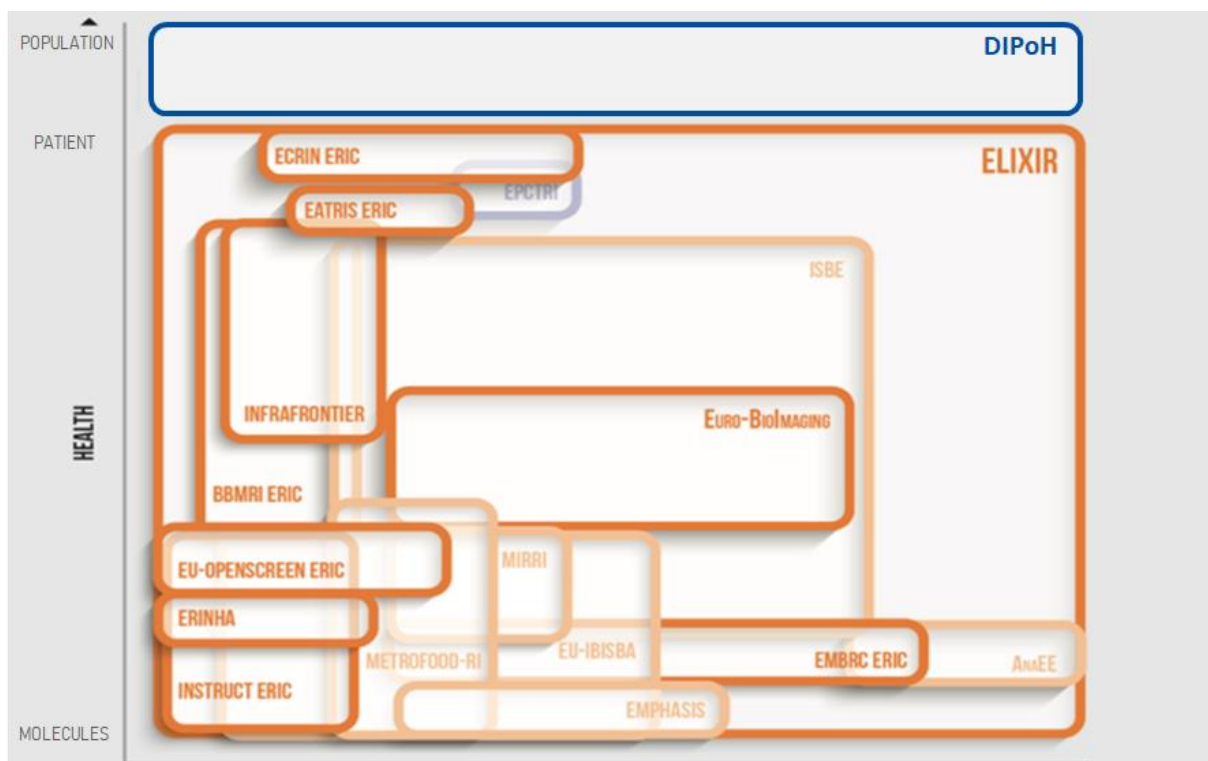 POPULATION
DIPoH
PATIENT
ECRIN ERIC
ELIXIR
EPCTRI
EATRIS ERIC
ISBE
HEALTH
INFRAFRONTIER
EURO-BIOIMAGING
BBMRI ERIC
MIRRI
EU-OPENSCREEN ERIC
ERINHA
EU-IBISBA
METROFOOD-RI
EMBRC ERIC
ANAEE
INSTRUCT ERIC
EMPHASIS
MOLECULES